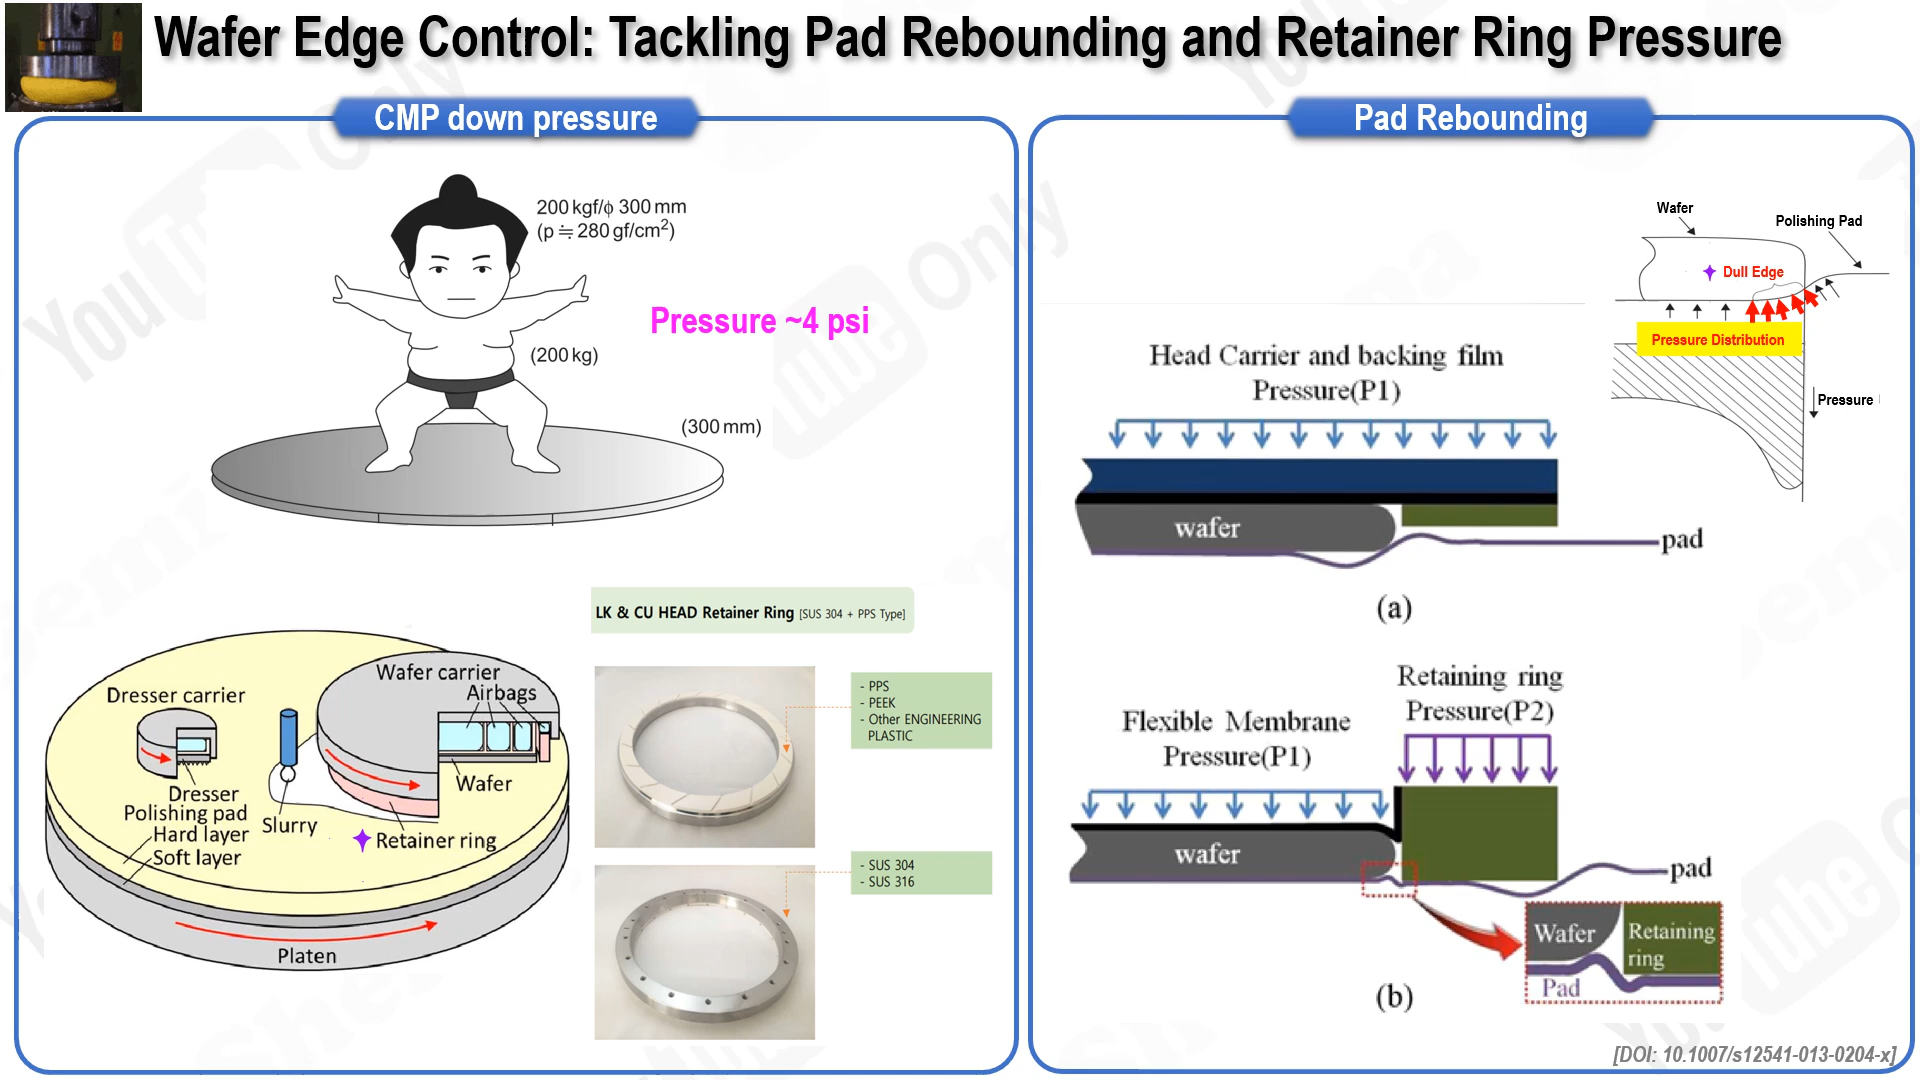 Wafer Edge Control: Tackling Pad Rebounding and Retainer Ring Pressure
CMP down pressure
200 kgf/ϕ 300 mm
(p ≒ 280 gf/cm²)
Pressure ~4 psi
(200 kg)
(300 mm)
LK & CU HEAD Retainer Ring [SUS 304 + PPS Type]
- PPS
- PEEK
- Other ENGINEERING
PLASTIC
- SUS 304
- SUS 316
Wafer carrier
Airbags
Dresser carrier
Wafer
Dresser
Polishing pad
Hard layer
Soft layer
Slurry
Retainer ring
Platen
Pad Rebounding
Wafer
Polishing Pad
Dull Edge
Pressure Distribution
Pressure
Head Carrier and backing film
Pressure(P1)
wafer
pad
(a)
Retaining ring
Pressure(P2)
Flexible Membrane
Pressure(P1)
wafer
pad
Wafer
Retaining
ring
Pad
(b)
[DOI: 10.1007/s12541-013-0204-x]
YouTube Only